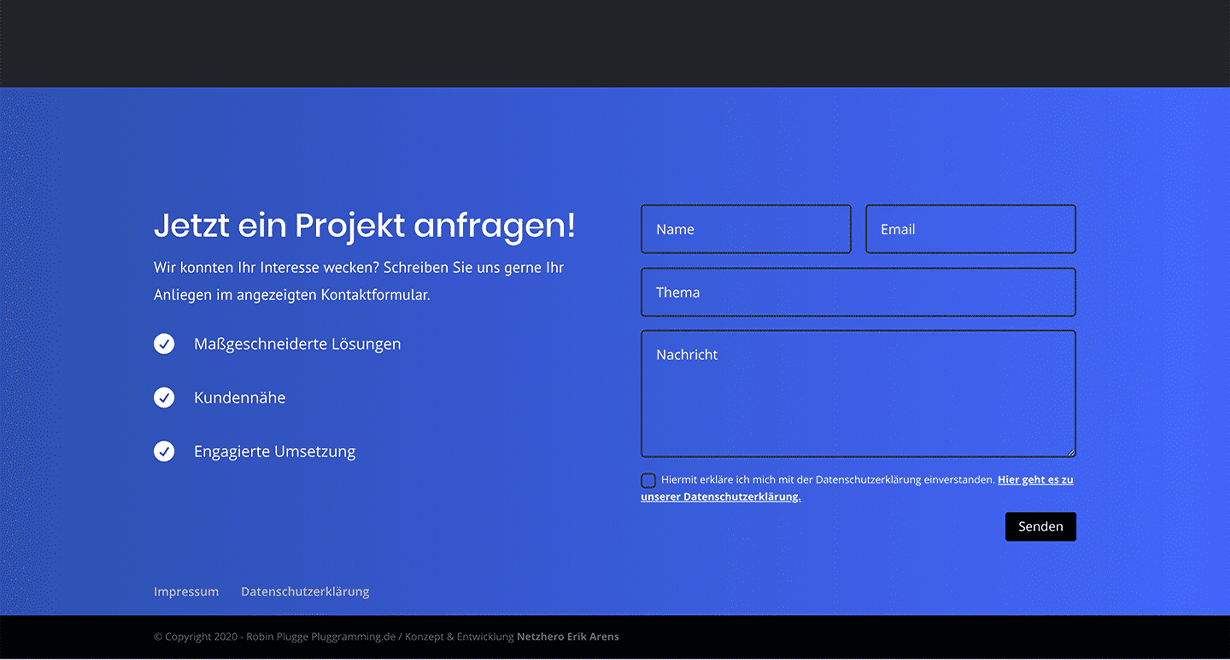 Jetzt ein Projekt anfragen!
Wir konnten Ihr Interesse wecken? Schreiben Sie uns gerne Ihr
Anliegen im angezeigten Kontaktformular.
Maßgeschneiderte Lösungen
Kundennähe
Engagierte Umsetzung
Name
Email
Thema
Nachricht
Hiermit erkläre ich mich mit der Datenschutzerklärung einverstanden. Hier geht es zu
unserer Datenschutzerklärung.
Senden
Impressum Datenschutzerklärung
© Copyright 2020 - Robin Plugge Pluggramming.de / Konzept & Entwicklung Netzhero Erik Arens